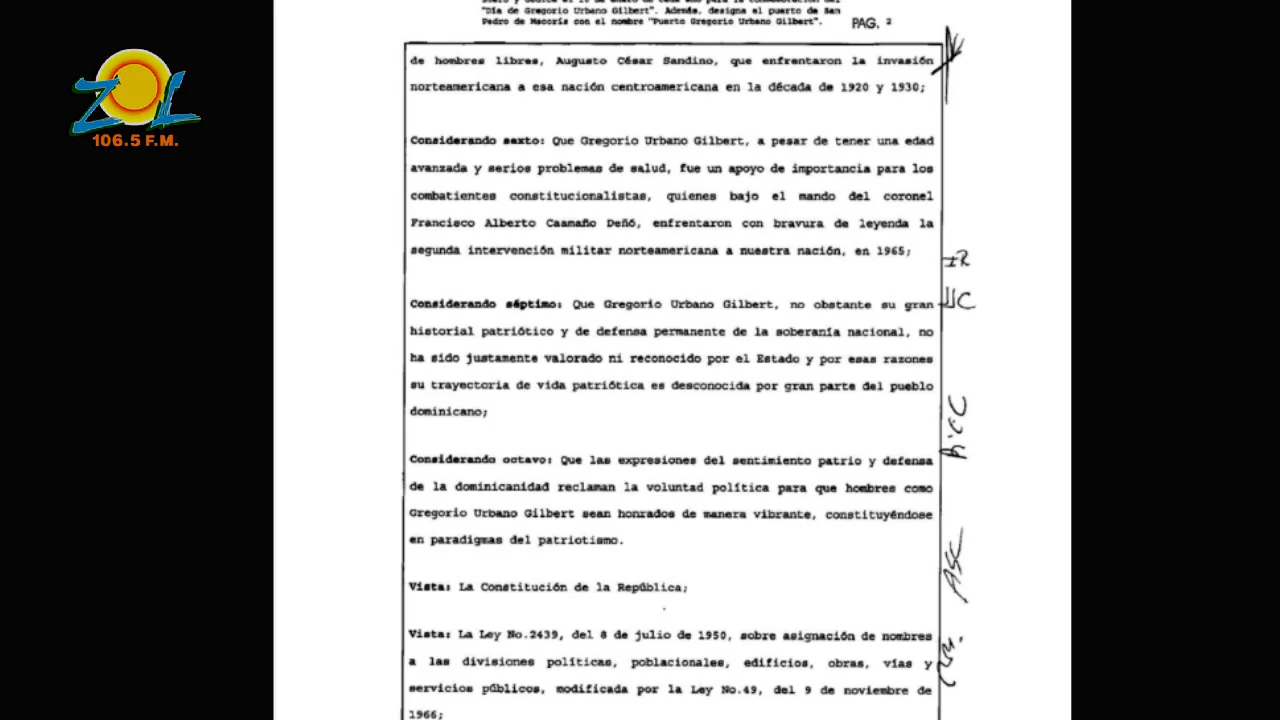 "Día de Gregorio Urbano Gilbert". Además, designa el puerto de San
Pedro de Macorís con el nombre "Puerto Gregorio Urbano Gilbert".
PAG. 2
ZOL
106.5 F.M.
de hombres libres, Augusto César Sandino, que enfrentaron la invasión
norteamericana a esa nación centroamericana en la década de 1920 y 1930;
Considerando sexto: Que Gregorio Urbano Gilbert, a pesar de tener una edad
avanzada y serios problemas de salud, fue un apoyo de importancia para los
combatientes constitucionalistas, quienes bajo el mando del coronel
Francisco Alberto Caamaño Deñó, enfrentaron con bravura de leyenda la
segunda intervención militar norteamericana a nuestra nación, en 1965;
IR
Considerando séptimo: Que Gregorio Urbano Gilbert, no obstante su gran
historial patriótico y de defensa permanente de la soberanía nacional, no
ha sido justamente valorado ni reconocido por el Estado y por esas razones
su trayectoria de vida patriótica es desconocida por gran parte del pueblo
dominicano;
Considerando octavo: Que las expresiones del sentimiento patrio y defensa
de la dominicanidad reclaman la voluntad política para que hombres como
Gregorio Urbano Gilbert sean honrados de manera vibrante, constituyéndose
en paradigmas del patriotismo.
Vista: La Constitución de la República;
Vista: La Ley No.2439, del 8 de julio de 1950, sobre asignación de nombres
a las divisiones políticas, poblacionales, edificios, obras, vías y
servicios públicos, modificada por la Ley No.49, del 9 de noviembre de
1966;